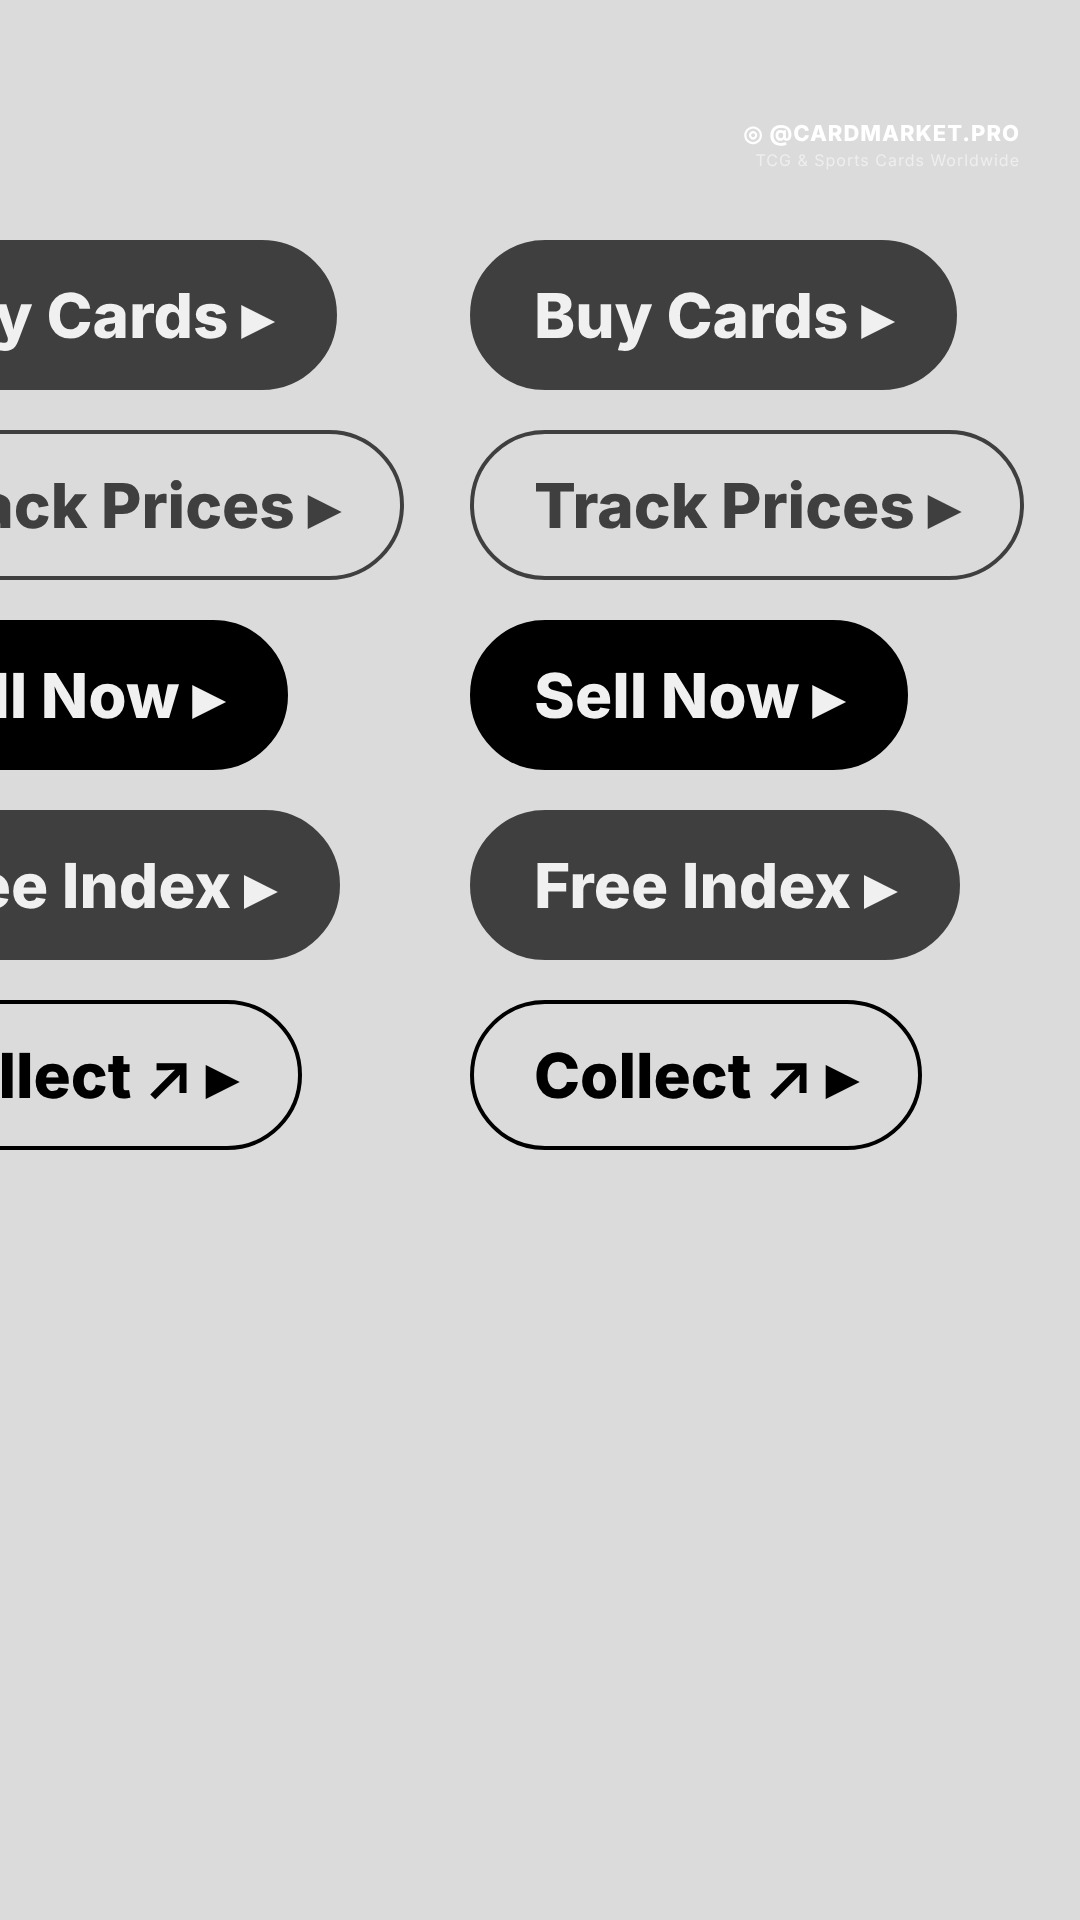 ◎ @CARDMARKET.PRO
TCG & Sports Cards Worldwide
y Cards ▶ Buy Cards ▶
ack Prices ▶ Track Prices ▶
ll Now ▶ Sell Now ▶
ee Index ▶ Free Index ▶
llect ↗ ▶ Collect ↗ ▶